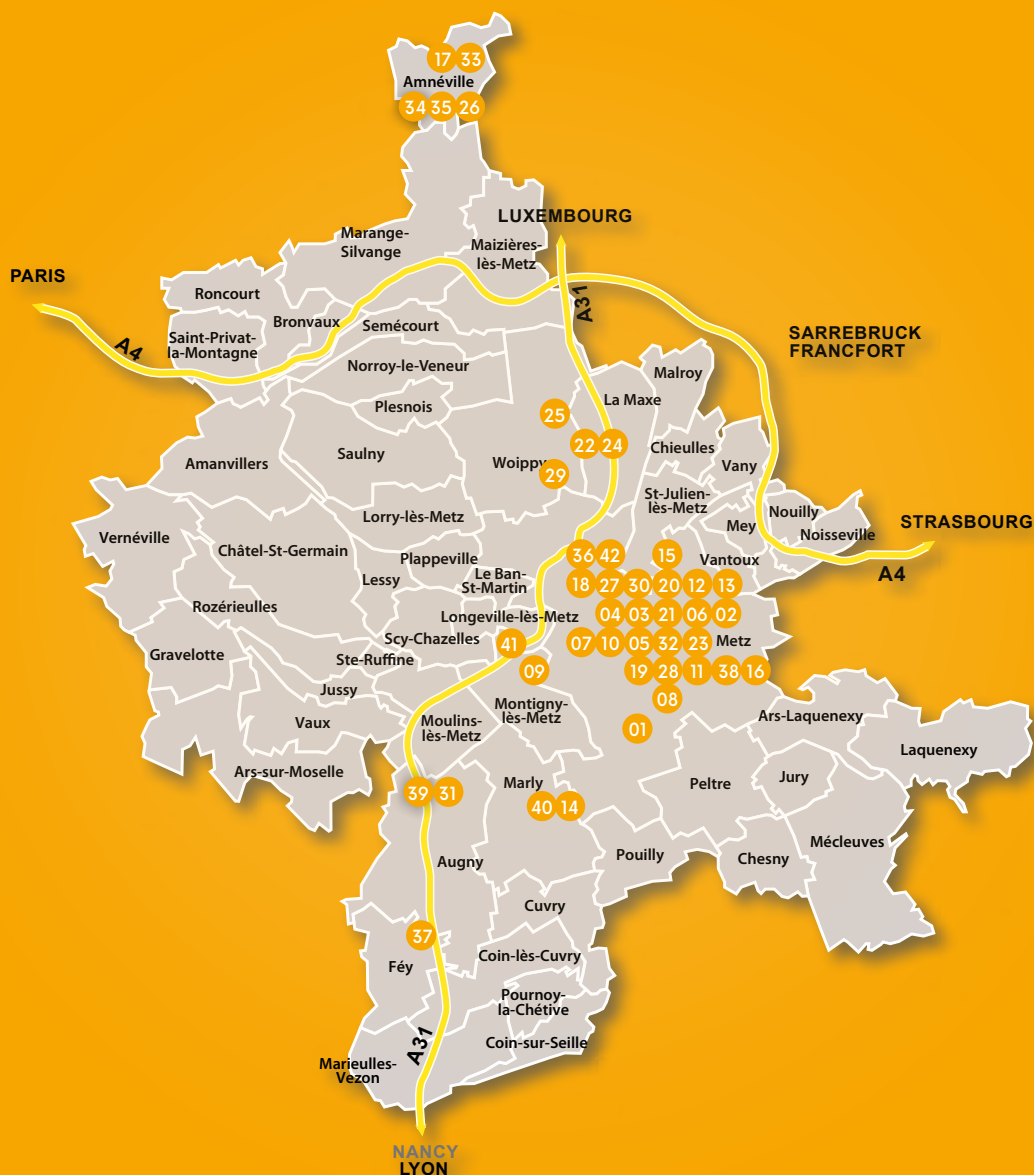 17 33
Amnéville
34 35 26
LUXEMBOURG
Marange-
Silvange
Maizières-
lès-Metz
PARIS
Roncourt
A31
Bronvaux
Semécourt
SARREBRUCK
FRANCFORT
Saint-Privat-
la-Montagne
A4
Norroy-le-Veneur
Malroy
La Maxe
Plesnois
25
22 24
Chieulles
Saulny
Woippy
29
Amanvillers
Vany
St-Julien-
lès-Metz
Nouilly
Lorry-lès-Metz
Mey
Noisseville
STRASBOURG
Vernéville
Châtel-St-Germain
36 42
15
Vantoux
A4
Plappeville
Lessy
Le Ban-
St-Martin
18 27 30 20 12 13
Rozérieulles
Longeville-lès-Metz
04 03 21 06 02
Scy-Chazelles
41
07 10 05 32 23
Metz
Gravelotte
Ste-Ruffine
09
19 28 11 38 16
Jussy
08
Vaux
Moulins-
lès-Metz
Montigny-
lès-Metz
01
Ars-Laquenexy
Laquenexy
Ars-sur-Moselle
39 31
Marly
40 14
Peltre
Jury
Mécleuves
Augny
Pouilly
Chesny
Cuvry
37
Féy
Coin-lès-Cuvry
Pournoy-
la-Chétive
A31
Coin-sur-Seille
Marieulles-
Vezon
NANCY
LYON